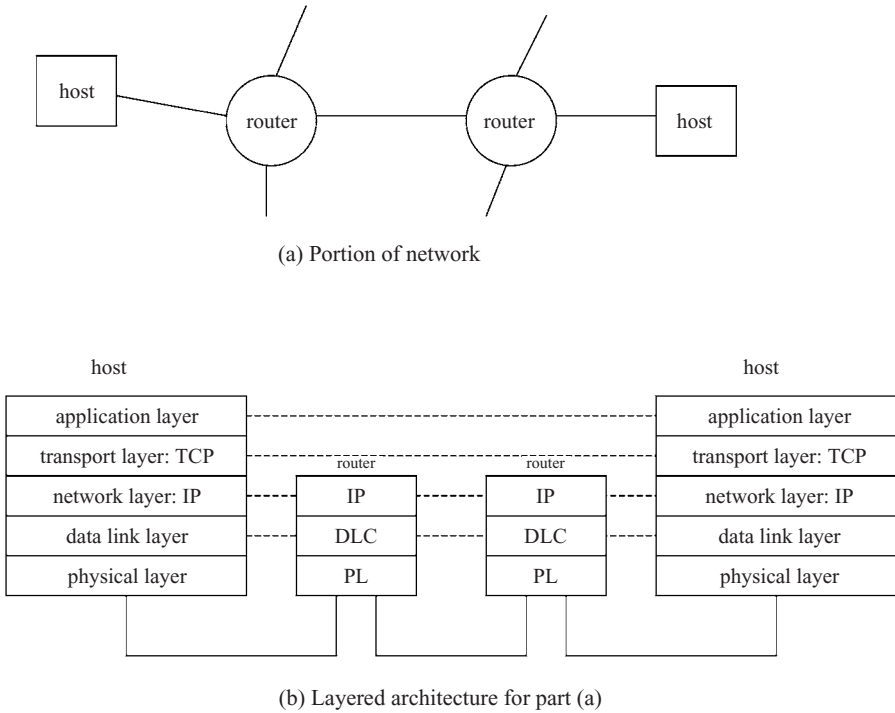 host
router
router
host
(a) Portion of network
host
host
application layer
application layer
transport layer: TCP
transport layer: TCP
router
router
network layer: IP
IP
IP
network layer: IP
data link layer
DLC
DLC
data link layer
physical layer
PL
PL
physical layer
(b) Layered architecture for part (a)